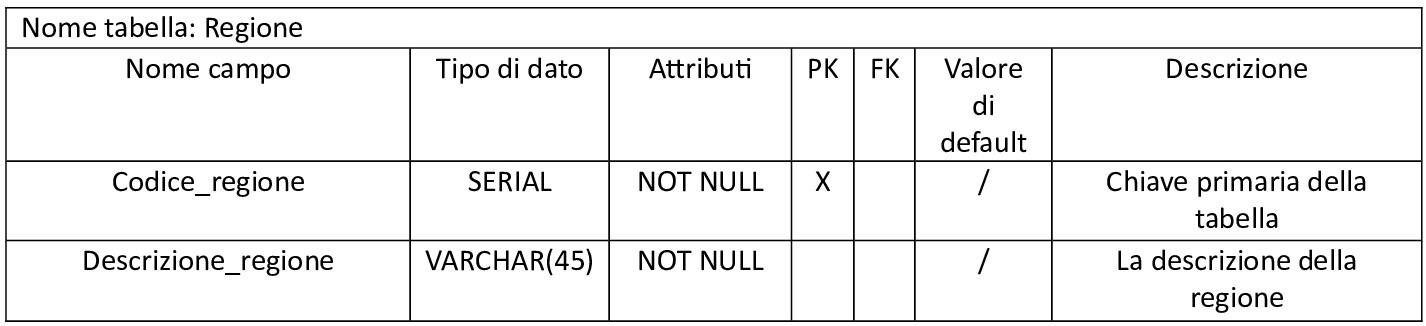 Nome tabella: Regione
Nome campo Tipo di dato Attributi PK FK Valore di default Descrizione
Codice_regione SERIAL NOT NULL X / Chiave primaria della tabella
Descrizione_regione VARCHAR(45) NOT NULL / La descrizione della regione